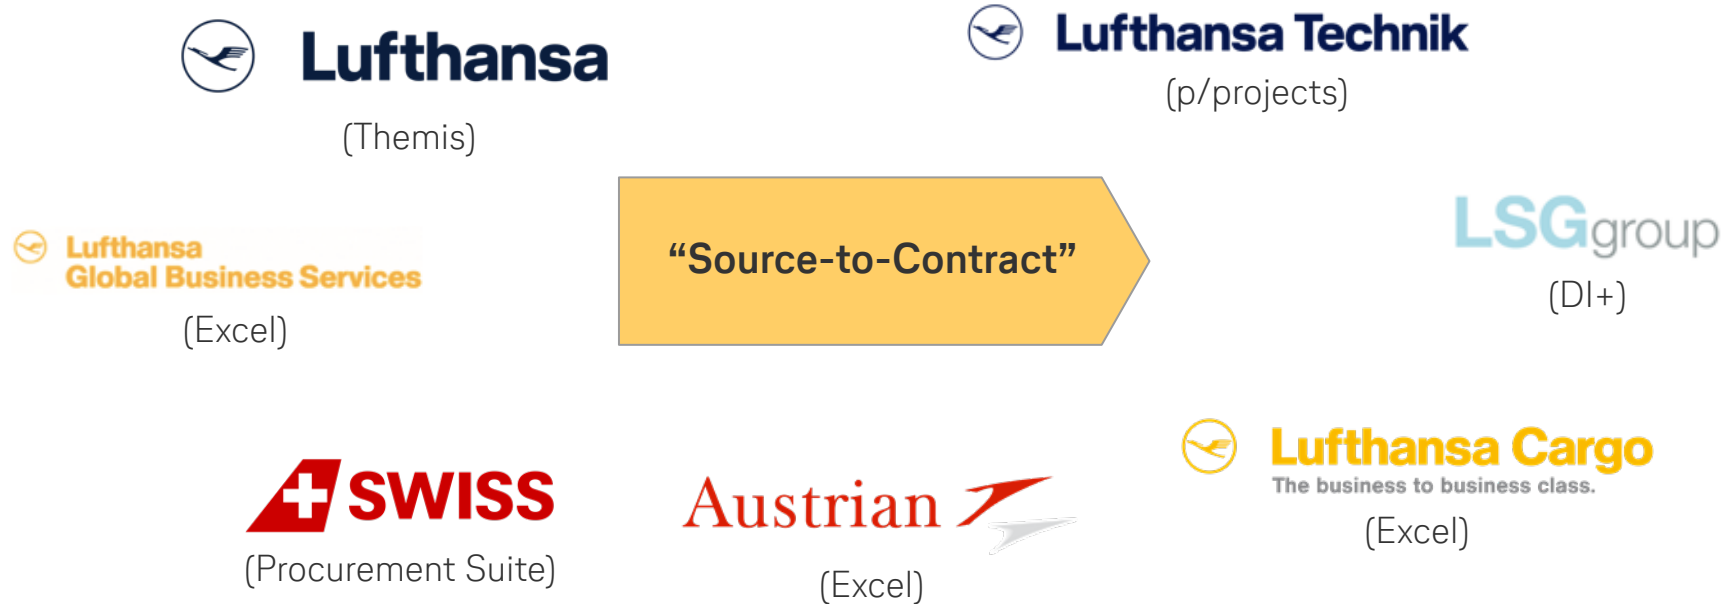 Lufthansa
(Themis)
Lufthansa Technik
(p/projects)
Lufthansa
Global Business Services
(Excel)
“Source-to-Contract”
LSGgroup
(DI+)
SWISS
(Procurement Suite)
Austrian
(Excel)
Lufthansa Cargo
The business to business class.
(Excel)